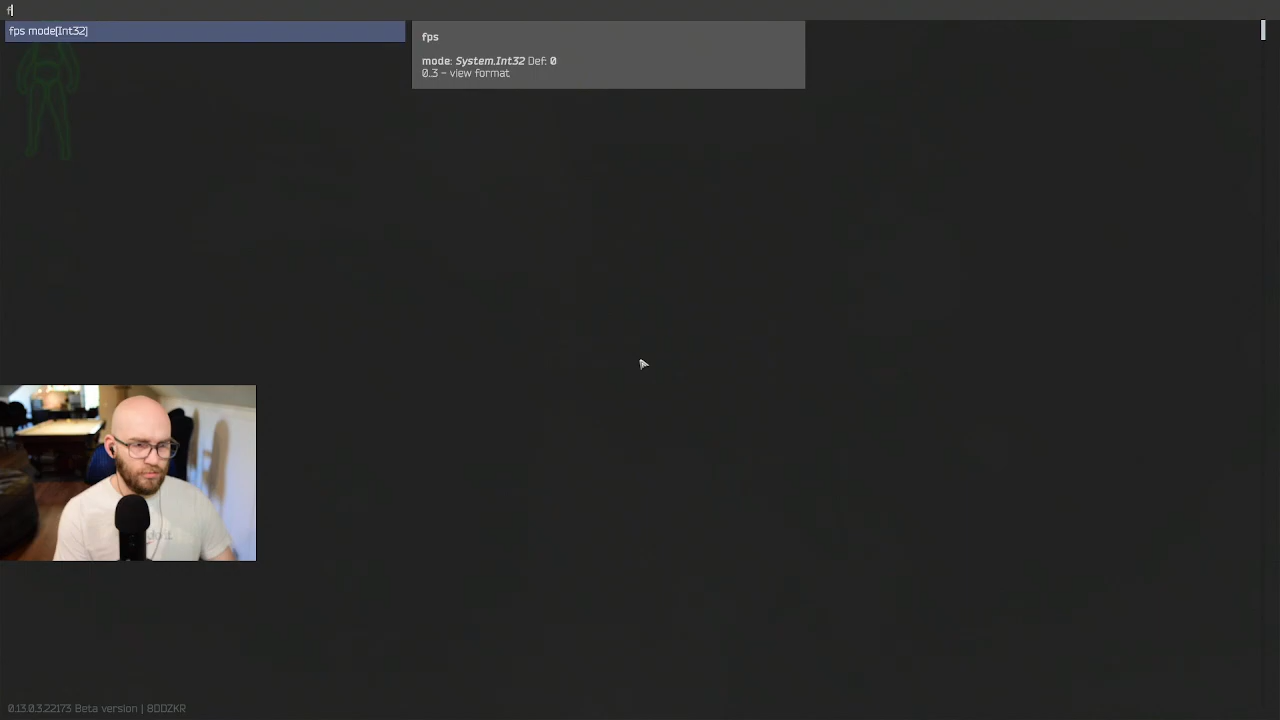 f
fps mode[Int32]
fps
mode: System.Int32 Def: 0
0.3 - view format
0.13.0.3.22173 Beta version | 8DDZKR